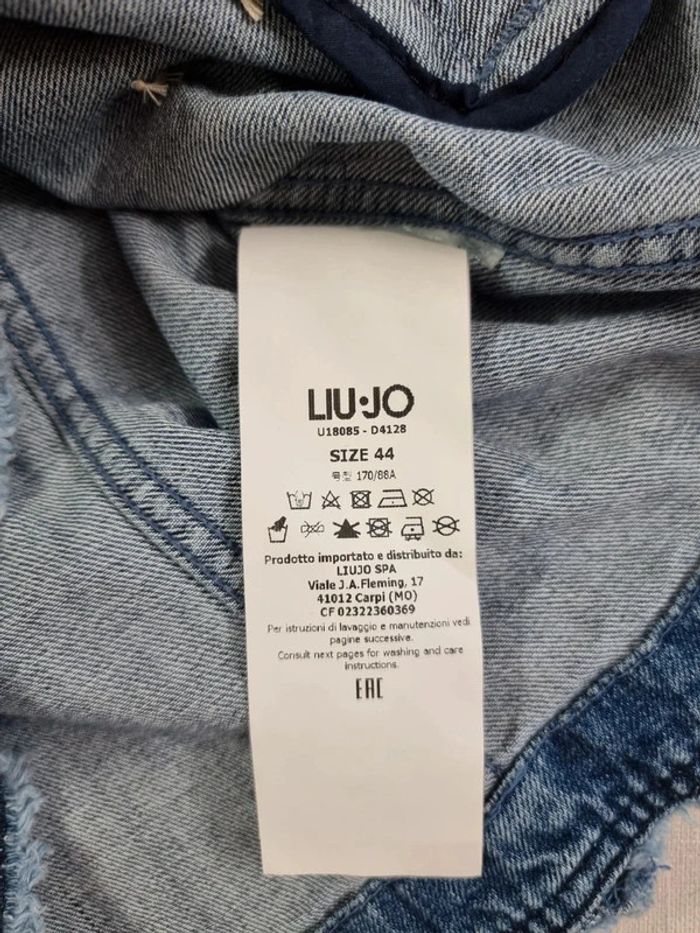 LIU·JO
U18085 - D4128
SIZE 44
号型 170/88A
Prodotto importato e distribuito da:
LIUJO SPA
Viale J.A.Fleming, 17
41012 Carpi (MO)
CF 02322360369
Per istruzioni di lavaggio e manutenzioni vedi
pagine successive.
Consult next pages for washing and care
instructions.
EAC